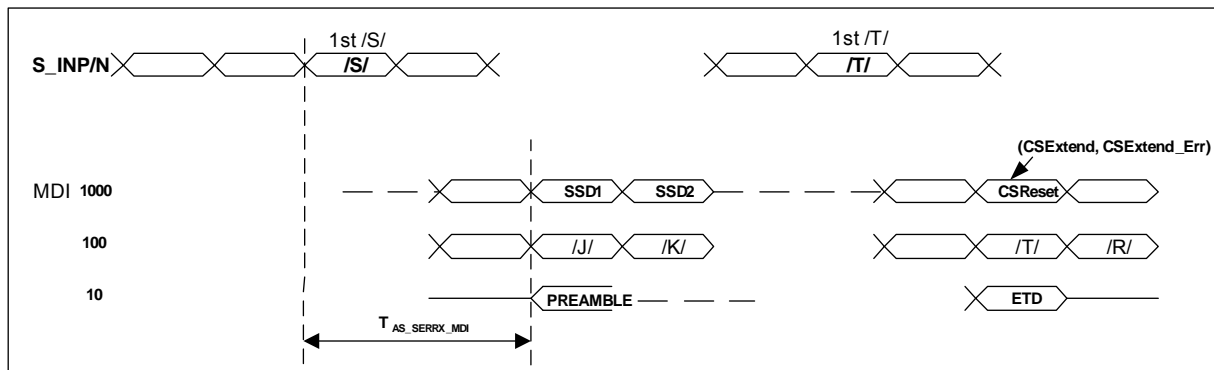 1st /S/
1st /T/
S_INP/N
/S/
/T/
(CSExtend, CSExtend_Err)
MDI 1000
SSD1
SSD2
CSReset
100
/J/
/K/
/T/
/R/
10
PREAMBLE
ETD
T AS_SERRX_MDI